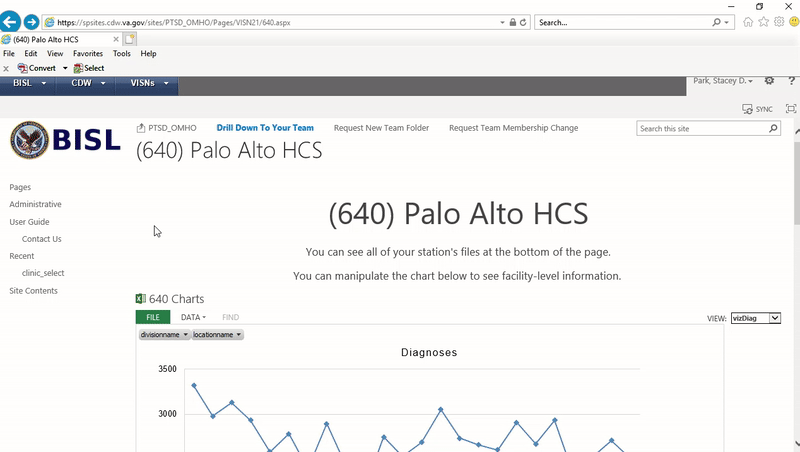 https://spsites.cdw.va.gov/sites/PTSD_OMHO/Pages/VISN21/640.aspx
Search...
(640) Palo Alto HCS
File Edit View Favorites Tools Help
x Convert Select
BISL CDW VISNs
Park, Stacey D. ?
SYNC
BISL
PTSD_OMHO Drill Down To Your Team Request New Team Folder Request Team Membership Change
Search this site
(640) Palo Alto HCS
Pages
Administrative
User Guide
Contact Us
Recent
clinic_select
Site Contents
(640) Palo Alto HCS
You can see all of your station's files at the bottom of the page.
You can manipulate the chart below to see facility-level information.
640 Charts
FILE DATA FIND
VIEW: vizDiag
divisionname locationname
Diagnoses
3500
3000